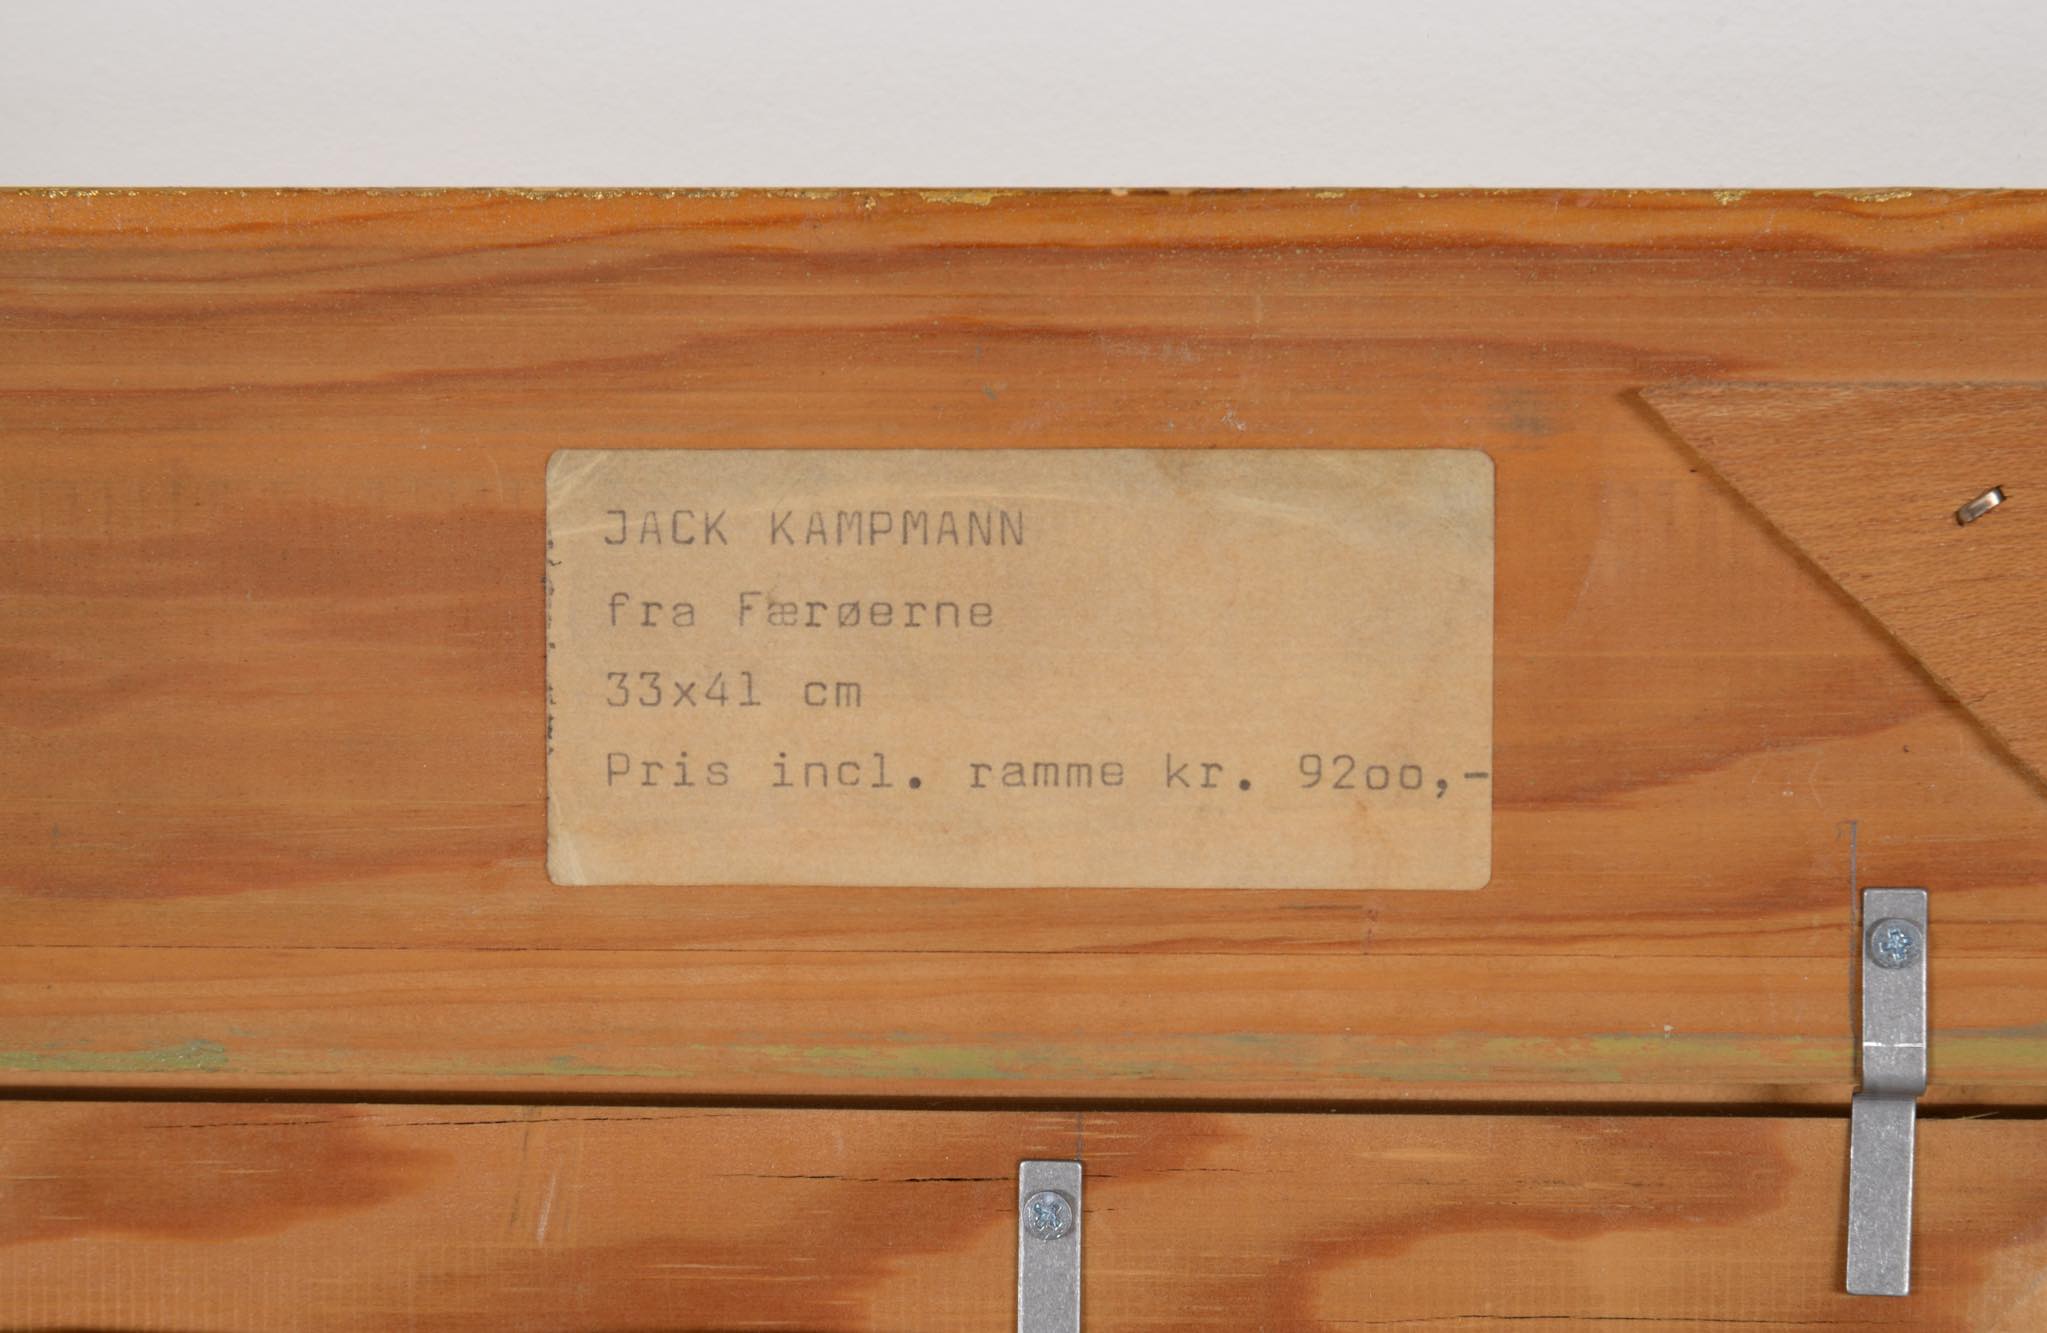 JACK KAMPMANN
fra Færøerne
33x41 cm
Pris incl. ramme kr. 92oo,-